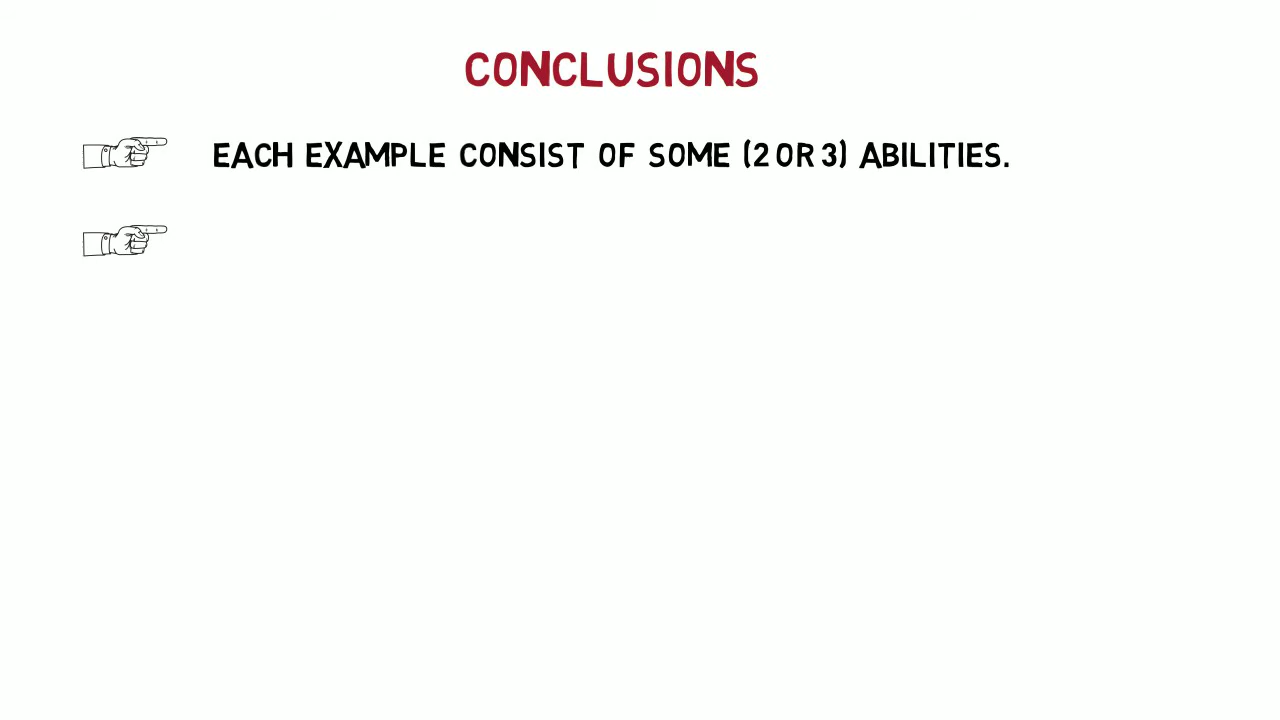 CONCLUSIONS
EACH EXAMPLE CONSIST OF SOME (2 OR 3) ABILITIES.